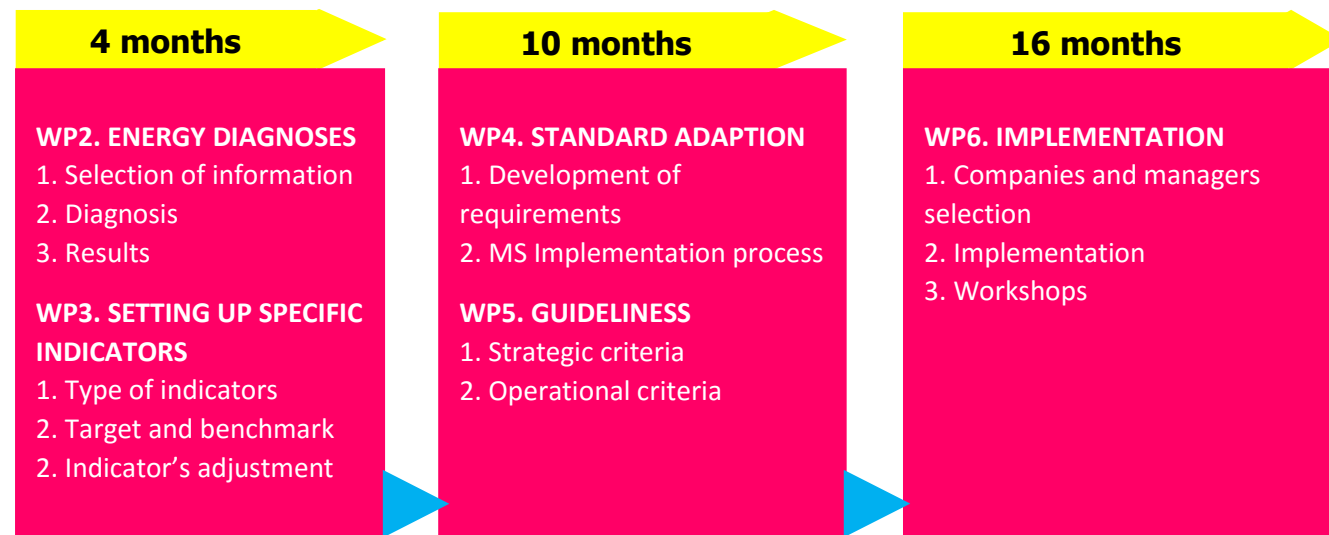 4 months
WP2. ENERGY DIAGNOSES
1. Selection of information
2. Diagnosis
3. Results
WP3. SETTING UP SPECIFIC
INDICATORS
1. Type of indicators
2. Target and benchmark
2. Indicator’s adjustment
10 months
WP4. STANDARD ADAPTION
1. Development of
requirements
2. MS Implementation process
WP5. GUIDELINESS
1. Strategic criteria
2. Operational criteria
16 months
WP6. IMPLEMENTATION
1. Companies and managers
selection
2. Implementation
3. Workshops